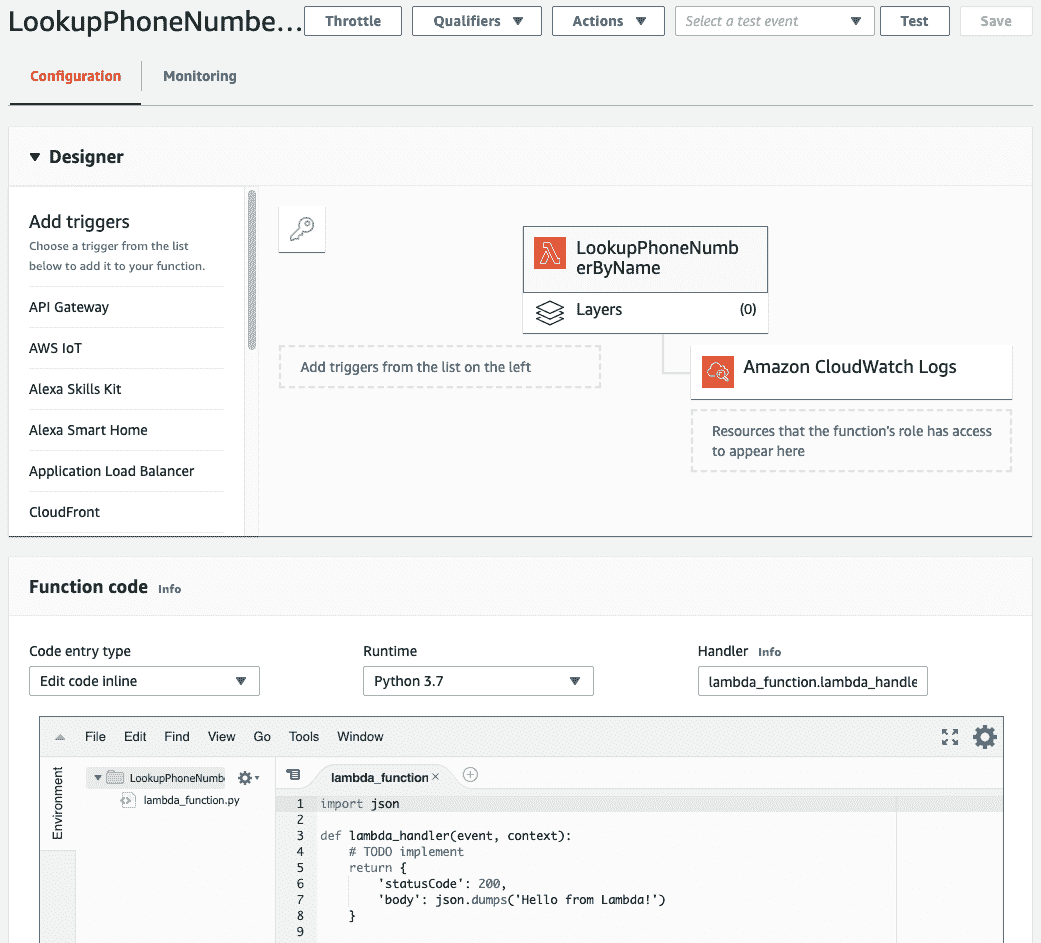 LookupPhoneNumbe...
Throttle
Qualifiers
Actions
Select a test event
Test
Save
Configuration
Monitoring
Designer
Add triggers
Choose a trigger from the list
below to add it to your function.
API Gateway
AWS IoT
Alexa Skills Kit
Alexa Smart Home
Application Load Balancer
CloudFront
Add triggers from the list on the left
LookupPhoneNumb
erByName
Layers (0)
Amazon CloudWatch Logs
Resources that the function's role has access
to appear here
Function code Info
Code entry type
Edit code inline
Runtime
Python 3.7
Handler Info
lambda_function.lambda_handle
File Edit Find View Go Tools Window
Environment
LookupPhoneNumbe
lambda_function.py
lambda_function
1 import json
2
3 def lambda_handler(event, context):
4     # TODO implement
5     return {
6         'statusCode': 200,
7         'body': json.dumps('Hello from Lambda!')
8     }
9